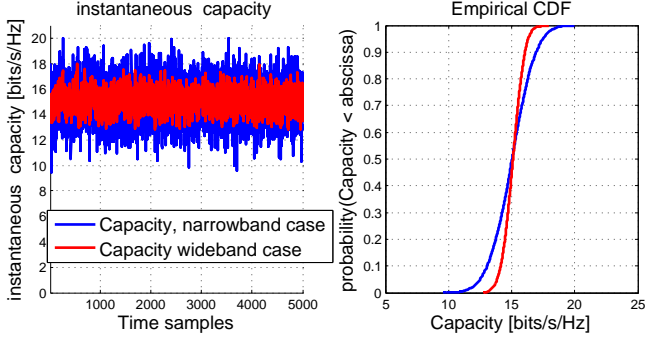 instantaneous capacity
instantaneous capacity [bits/s/Hz]
20
18
16
14
12
10
8
6
4
2
0
Capacity, narrowband case
Capacity wideband case
1000 2000 3000 4000 5000
Time samples
Empirical CDF
probability(Capacity < abscissa)
1
0.9
0.8
0.7
0.6
0.5
0.4
0.3
0.2
0.1
0
5 10 15 20 25
Capacity [bits/s/Hz]